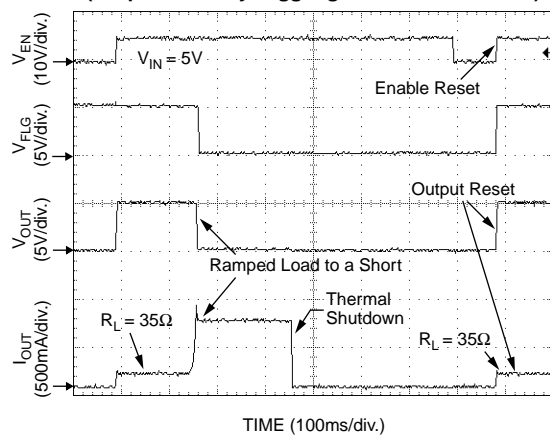 V_EN
(10V/div.)
V_IN = 5V
Enable Reset
V_FLG
(5V/div.)
V_OUT
(5V/div.)
Output Reset
Ramped Load to a Short
I_OUT
(500mA/div.)
R_L = 35Ω
Thermal
Shutdown
R_L = 35Ω
TIME (100ms/div.)